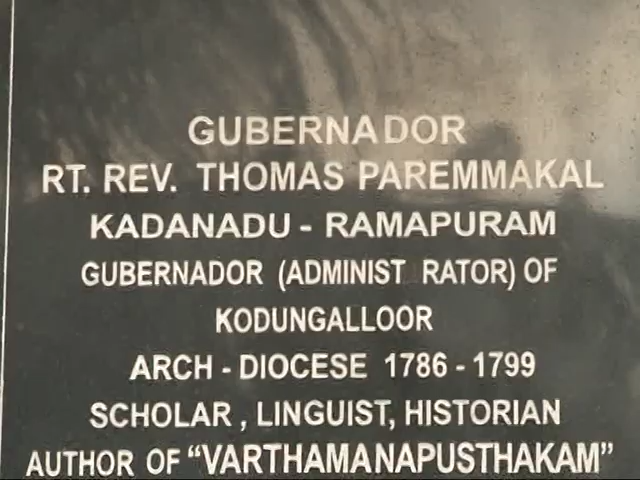 GUBERNADOR
RT. REV. THOMAS PAREMMAKAL
KADANADU - RAMAPURAM
GUBERNADOR (ADMINIST RATOR) OF
KODUNGALLOOR
ARCH - DIOCESE 1786 - 1799
SCHOLAR , LINGUIST, HISTORIAN
AUTHOR OF “VARTHAMANAPUSTHAKAM”